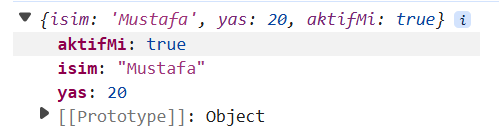 {isim: 'Mustafa', yas: 20, aktifMi: true} i
aktifMi: true
isim: "Mustafa"
yas: 20
[[Prototype]]: Object